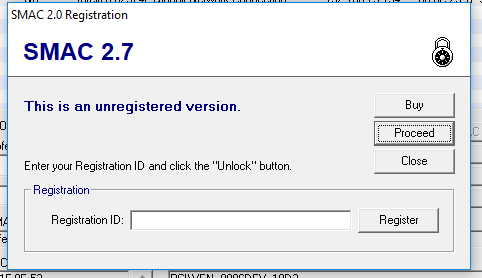 SMAC 2.0 Registration
SMAC 2.7
This is an unregistered version.
Buy
Proceed
Close
Enter your Registration ID and click the "Unlock" button.
Registration
Registration ID:
Register